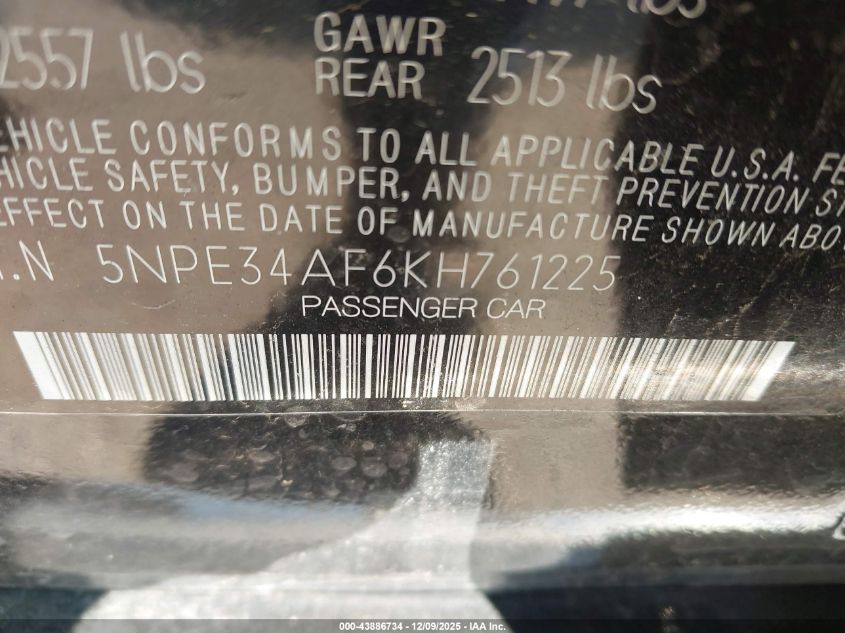 2557 lbs
GAWR
REAR 2513 lbs
EHICLE CONFORMS TO ALL APPLICABLE U.S.A. FE
HICLE SAFETY, BUMPER, AND THEFT PREVENTION ST
EFFECT ON THE DATE OF MANUFACTURE SHOWN ABO
I.N 5NPE34AF6KH761225
PASSENGER CAR
000-43886734 - 12/09/2025 - IAA Inc.